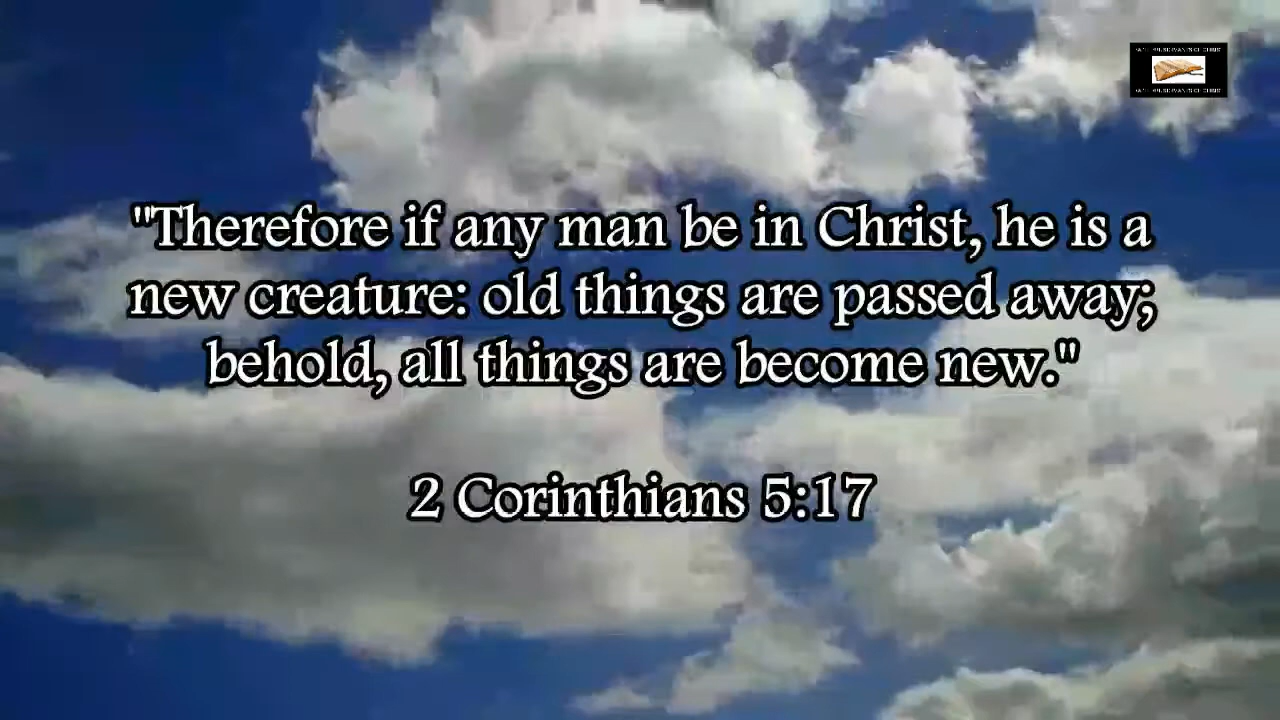 "Therefore if any man be in Christ, he is a
new creature: old things are passed away;
behold, all things are become new."
2 Corinthians 5:17